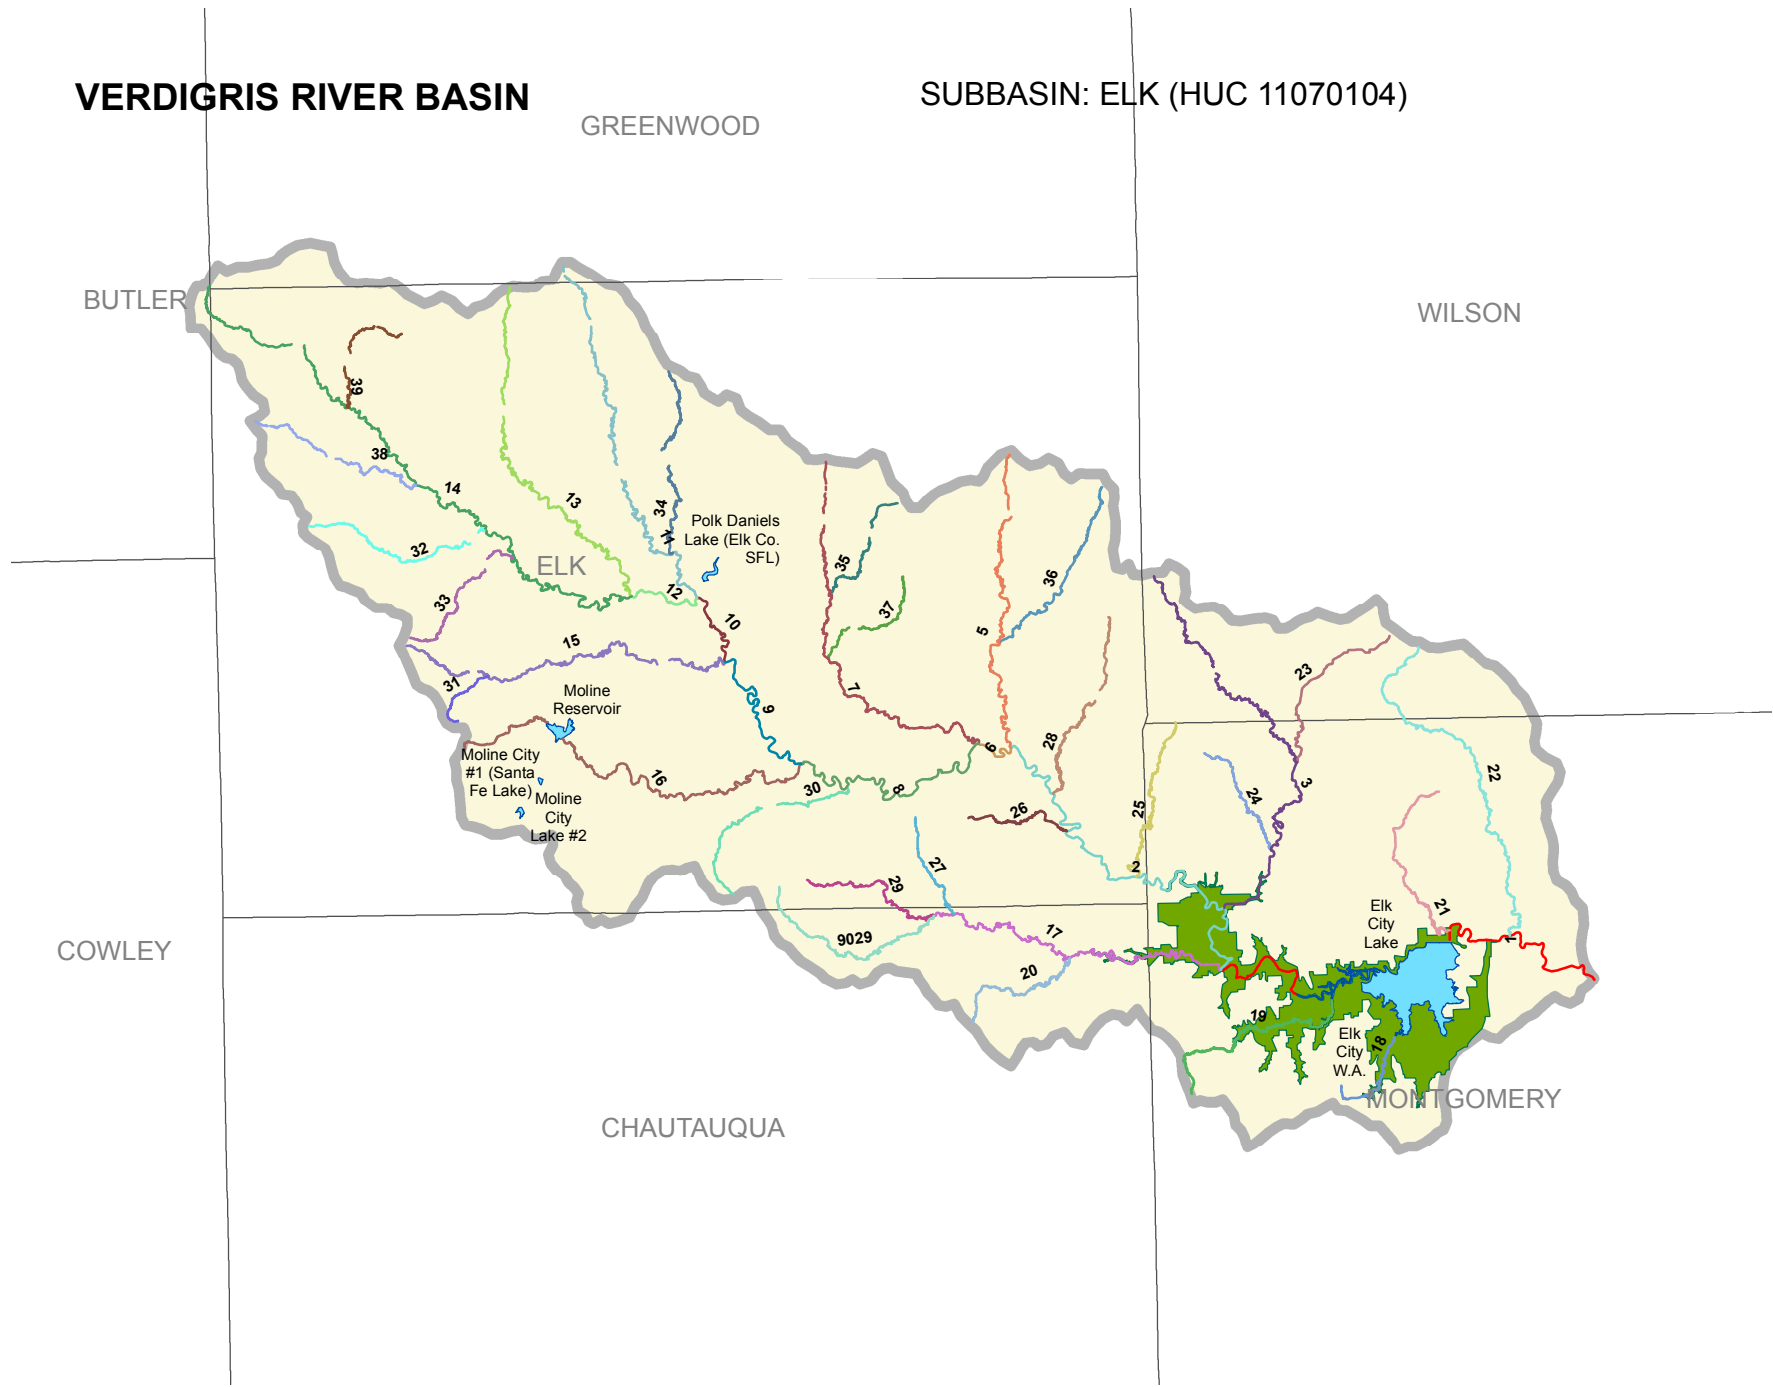 VERDIGRIS RIVER BASIN
SUBBASIN: ELK (HUC 11070104)
GREENWOOD
BUTLER
WILSON
39
38
14
13
34
11
Polk Daniels
Lake (Elk Co.
SFL)
32
ELK
35
36
33
12
37
10
5
15
31
23
Moline
Reservoir
7
9
6
28
22
Moline City
#1 (Santa
Fe Lake)
16
30
8
3
24
25
26
Moline
City
Lake #2
27
2
29
21
Elk
City
Lake
17
9029
1
COWLEY
20
19
18
Elk
City
W.A.
MONTGOMERY
CHAUTAUQUA